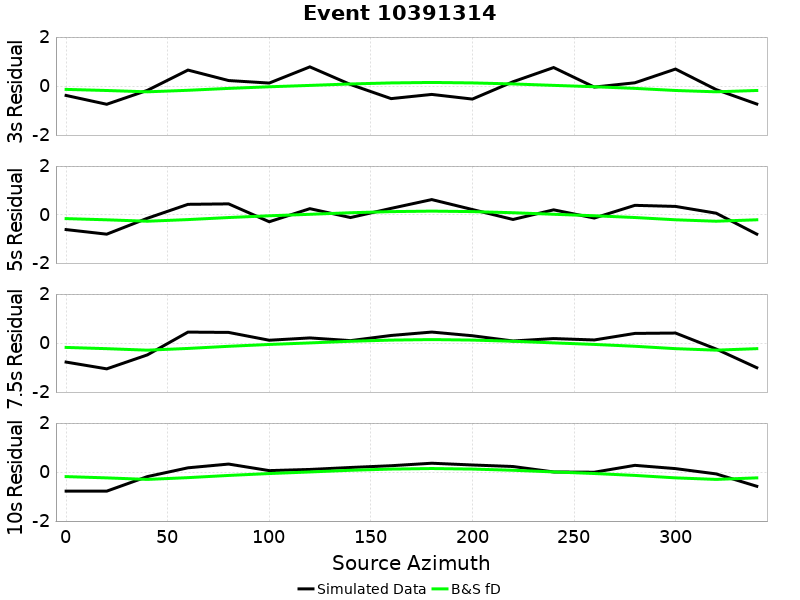 Event 10391314
3s Residual
2
0
-2
5s Residual
2
0
-2
7.5s Residual
2
0
-2
10s Residual
2
0
-2
0 50 100 150 200 250 300
Source Azimuth
Simulated Data B&S fD